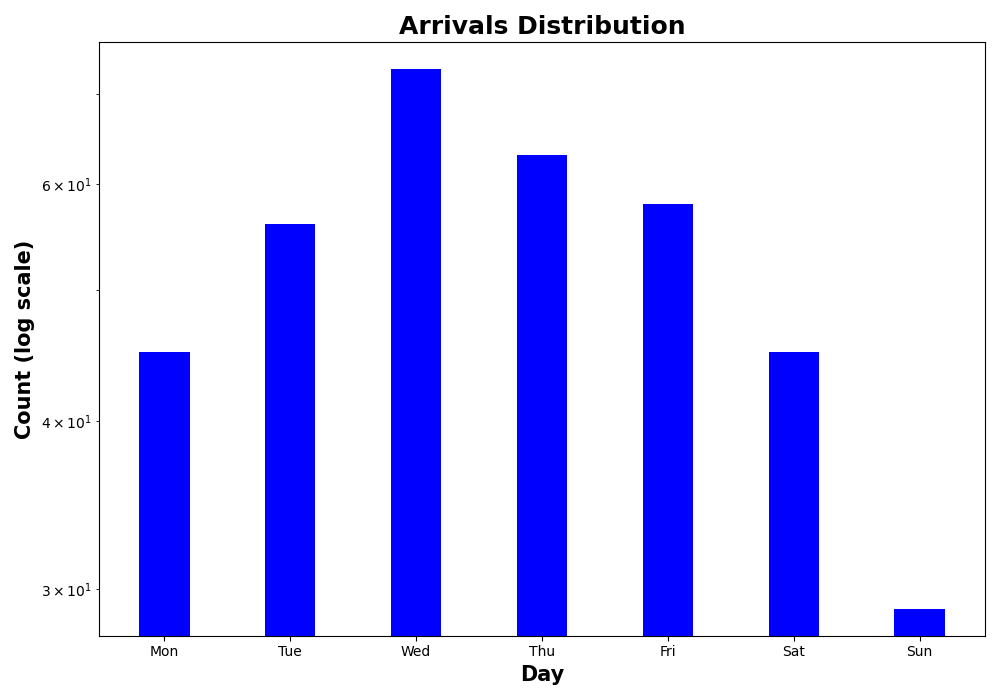 Arrivals Distribution
Count (log scale)
6 × 10¹
4 × 10¹
3 × 10¹
Mon Tue Wed Thu Fri Sat Sun
Day